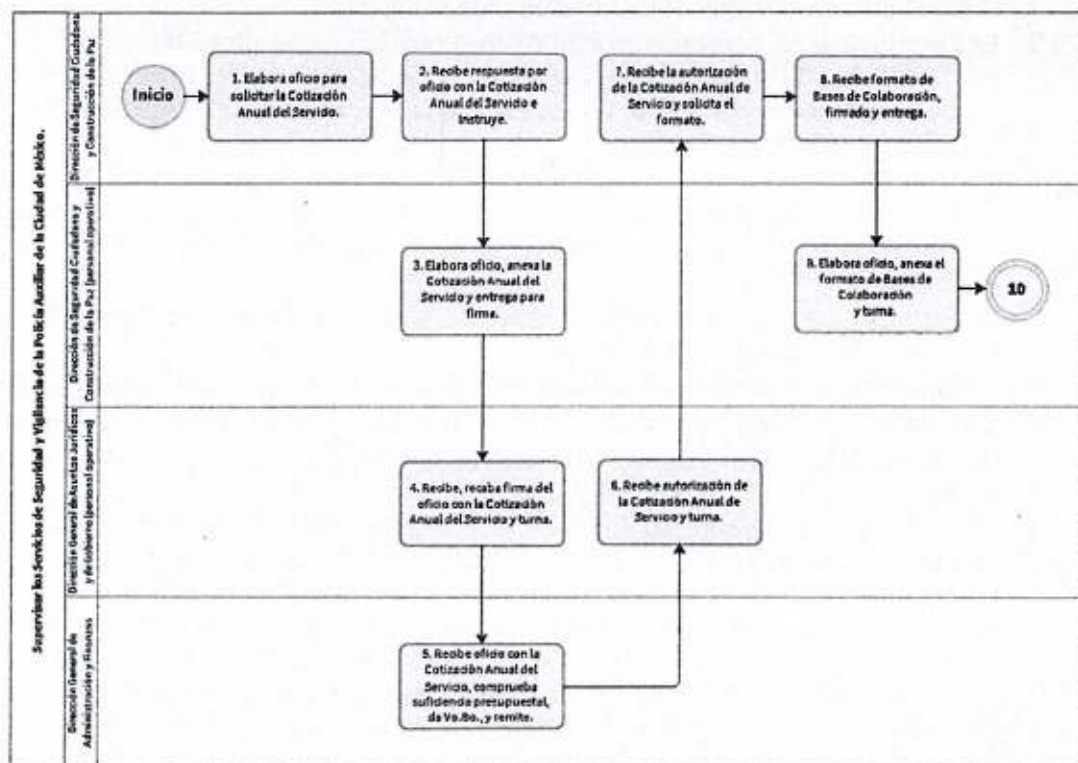 Supervisar los Servicios de Seguridad y Vigilancia de la Policía Auxiliar de la Ciudad de México.
Dirección de Seguridad Ciudadana
y Construcción de la Paz
Inicio
1. Elabora oficio para
solicitar la Cotización
Anual del Servicio.
2. Recibe respuesta por
oficio con la Cotización
Anual del Servicio e
instruye.
7. Recibe la autorización
de la Cotización Anual de
Servicio y solicita el
formato.
8. Recibe formato de
Bases de Colaboración,
firmado y entrega.
Dirección de Seguridad Ciudadana y
Construcción de la Paz (personal operativo)
3. Elabora oficio, anexa la
Cotización Anual del
Servicio y entrega para
firma.
9. Elabora oficio, anexa el
formato de Bases de
Colaboración
y turna.
10
Dirección General de Asuntos Jurídicos
y de Gobierno (personal operativo)
4. Recibe, recaba firma del
oficio con la Cotización
Anual del Servicio y turna.
6. Recibe autorización de
la Cotización Anual de
Servicio y turna.
Dirección General de
Administración y Finanzas
5. Recibe oficio con la
Cotización Anual del
Servicio, comprueba
suficiencia presupuestal,
da Vo.Bo., y remite.